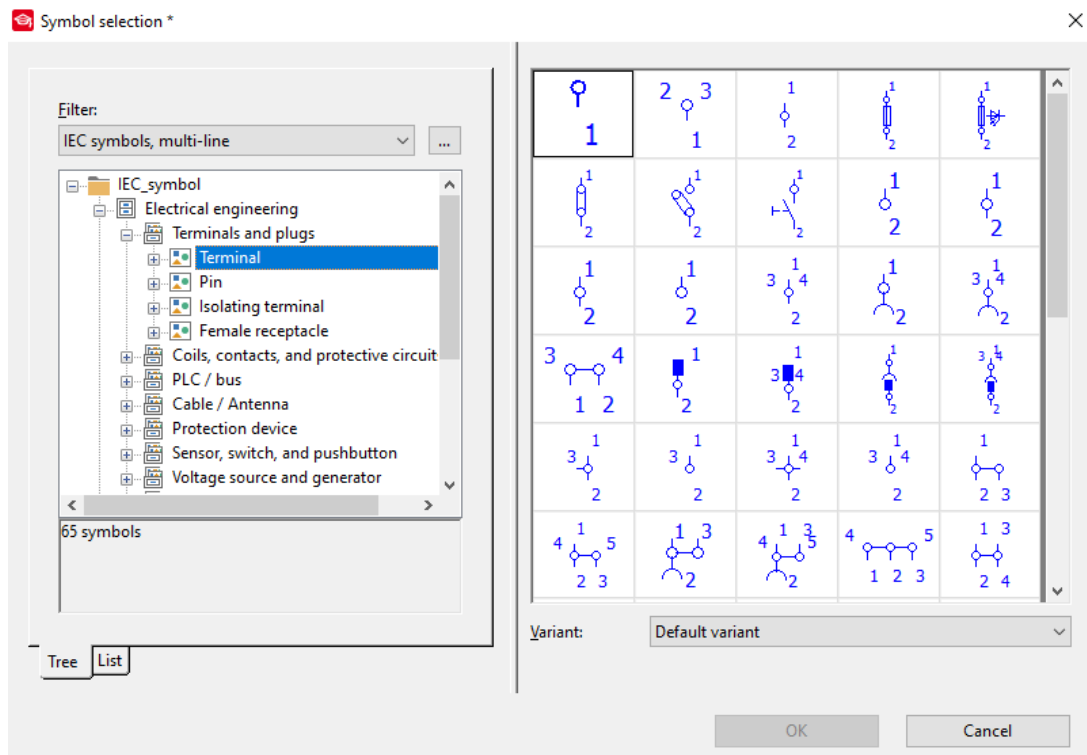 Symbol selection *
Filter:
IEC symbols, multi-line
...
IEC_symbol
Electrical engineering
Terminals and plugs
Terminal
Pin
Isolating terminal
Female receptacle
Coils, contacts, and protective circuit
PLC / bus
Cable / Antenna
Protection device
Sensor, switch, and pushbutton
Voltage source and generator
65 symbols
Tree
List
1
2 3
1
1
2
1
2
1
2
1
2
1
2
1
2
1
2
1
2
1
2
1
2
1
3 4
2
1
2
1
3 4
2
3 4
1 2
1
2
1
3 4
2
1
2
1
3 4
2
1
3
2
1
3
2
1
3 4
2
1
3 4
2
1
2 3
1
4 5
2 3
1 3
2
1 3
4 5
2
4 5
1 2 3
1 3
2 4
Variant:
Default variant
OK
Cancel